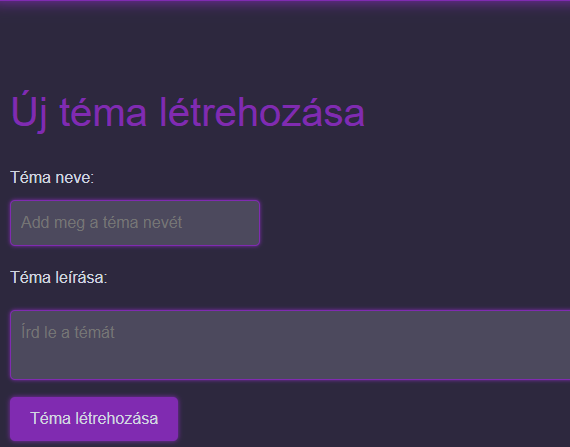 Új téma létrehozása
Téma neve:
Add meg a téma nevét
Téma leírása:
Írd le a témát
Téma létrehozása